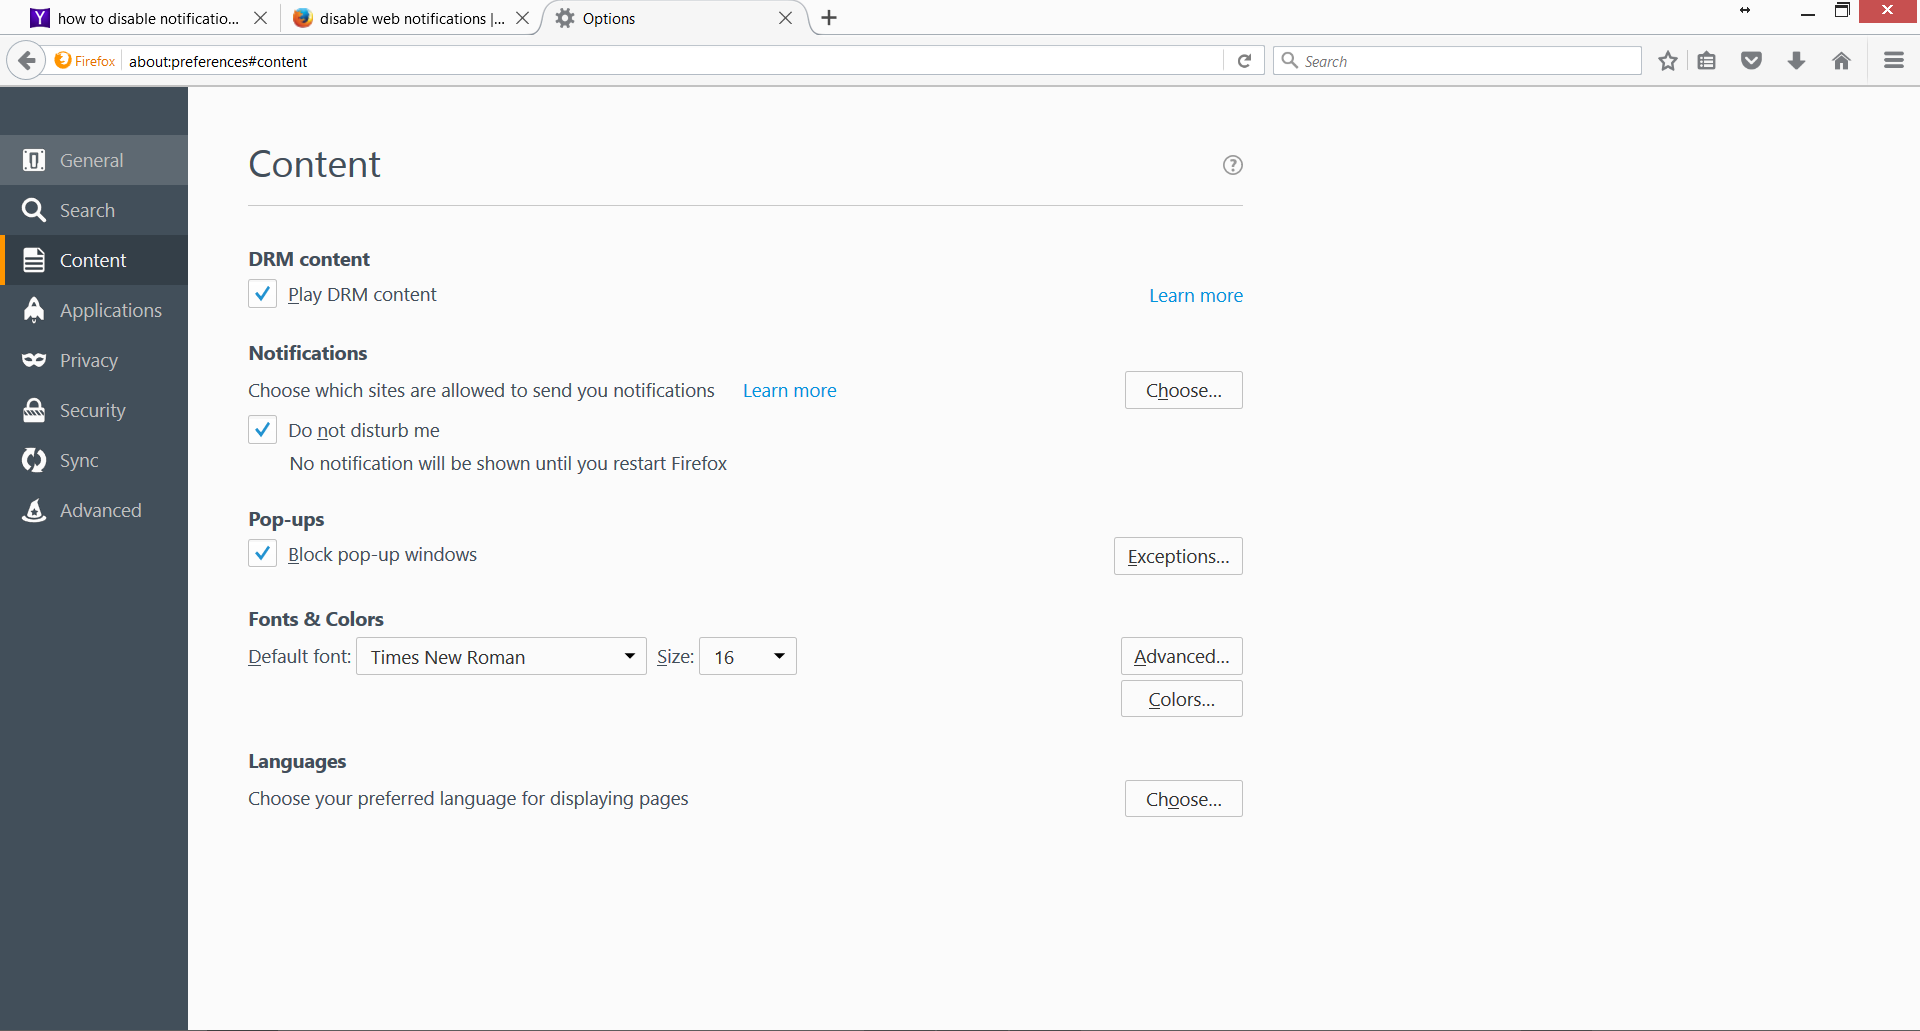 how to disable notificatio...
disable web notifications |...
Options
Firefox
about:preferences#content
Search
General
Search
Content
Applications
Privacy
Security
Sync
Advanced
Content
DRM content
Play DRM content
Learn more
Notifications
Choose which sites are allowed to send you notifications Learn more
Choose...
Do not disturb me
No notification will be shown until you restart Firefox
Pop-ups
Block pop-up windows
Exceptions...
Fonts & Colors
Default font: Times New Roman Size: 16
Advanced...
Colors...
Languages
Choose your preferred language for displaying pages
Choose...